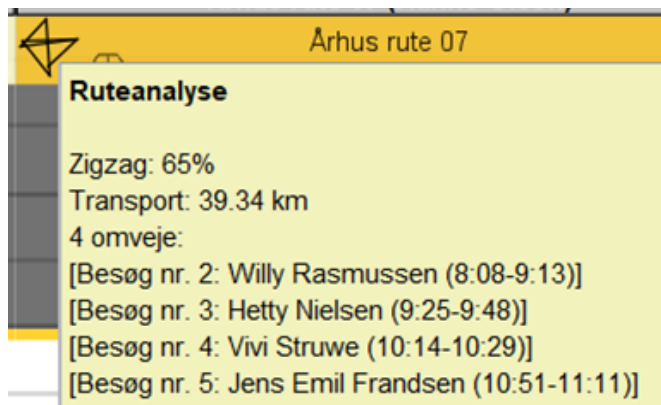 Århus rute 07
Ruteanalyse
Zigzag: 65%
Transport: 39.34 km
4 omveje:
[Besøg nr. 2: Willy Rasmussen (8:08-9:13)]
[Besøg nr. 3: Hetty Nielsen (9:25-9:48)]
[Besøg nr. 4: Vivi Struwe (10:14-10:29)]
[Besøg nr. 5: Jens Emil Frandsen (10:51-11:11)]